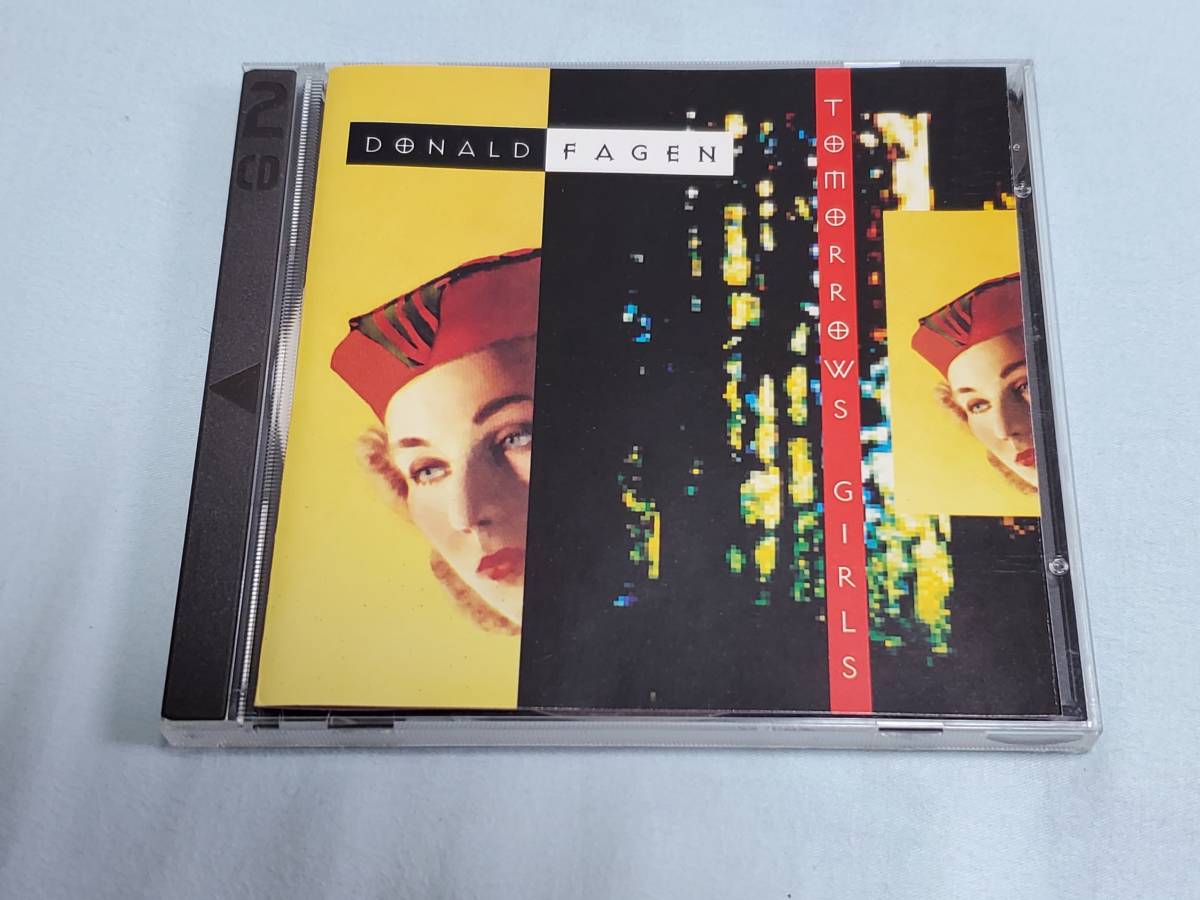 2
CD
DONALD FAGEN
TOMORROWS GIRLS